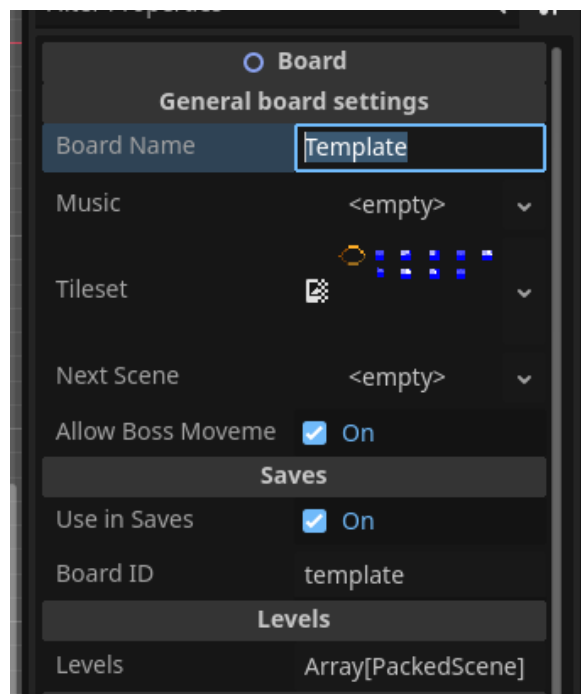 Board
General board settings
Board Name Template
Music <empty>
Tileset
Next Scene <empty>
Allow Boss Moveme On
Saves
Use in Saves On
Board ID template
Levels
Levels Array[PackedScene]